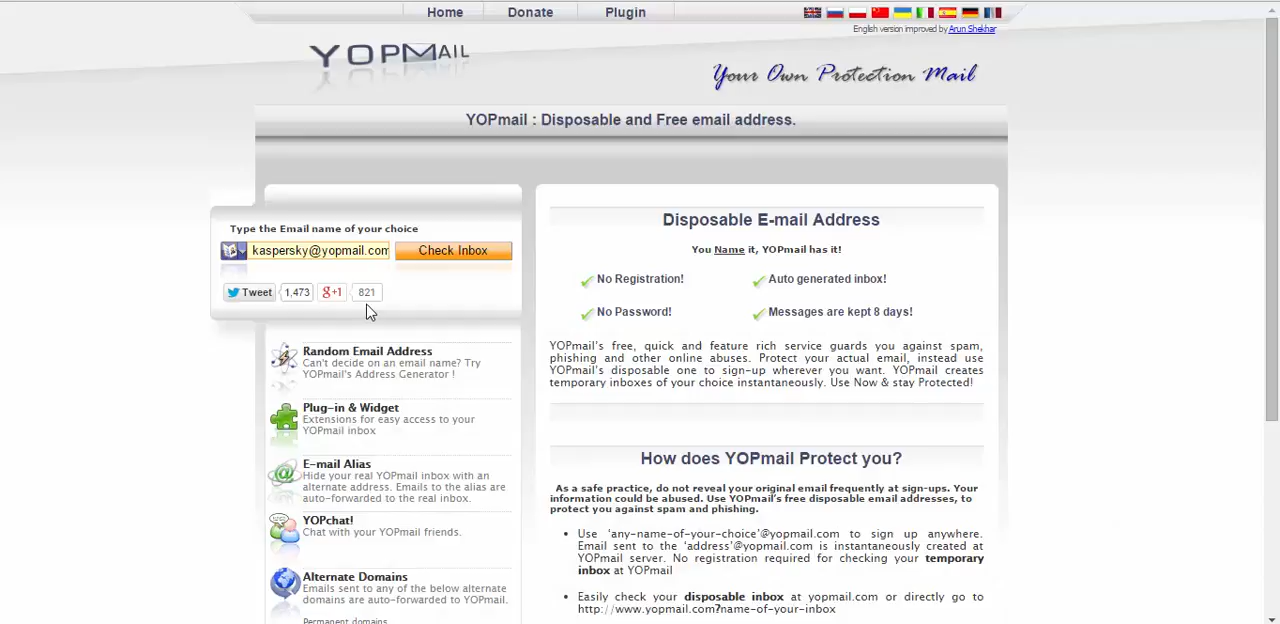 Home Donate Plugin
English version improved by Arun Shekhar
YOPMAIL
Your Own Protection Mail
YOPmail : Disposable and Free email address.
Type the Email name of your choice
kaspersky@yopmail.com
Check Inbox
Tweet 1,473 g+1 821
Random Email Address
Can't decide on an email name? Try
YOPmail's Address Generator !
Plug-in & Widget
Extensions for easy access to your
YOPmail inbox
E-mail Alias
Hide your real YOPmail inbox with an
alternate address. Emails to the alias are
auto-forwarded to the real inbox.
YOPchat!
Chat with your YOPmail friends.
Alternate Domains
Emails sent to any of the below alternate
domains are auto-forwarded to YOPmail.
Permanent domains
Disposable E-mail Address
You Name it, YOPmail has it!
No Registration! Auto generated inbox!
No Password! Messages are kept 8 days!
YOPmail's free, quick and feature rich service guards you against spam,
phishing and other online abuses. Protect your actual email, instead use
YOPmail's disposable one to sign-up wherever you want. YOPmail creates
temporary inboxes of your choice instantaneously. Use Now & stay Protected!
How does YOPmail Protect you?
As a safe practice, do not reveal your original email frequently at sign-ups. Your
information could be abused. Use YOPmail's free disposable email addresses, to
protect you against spam and phishing.
• Use 'any-name-of-your-choice'@yopmail.com to sign up anywhere.
Email sent to the 'address'@yopmail.com is instantaneously created at
YOPmail server. No registration required for checking your temporary
inbox at YOPmail
• Easily check your disposable inbox at yopmail.com or directly go to
http://www.yopmail.com?name-of-your-inbox